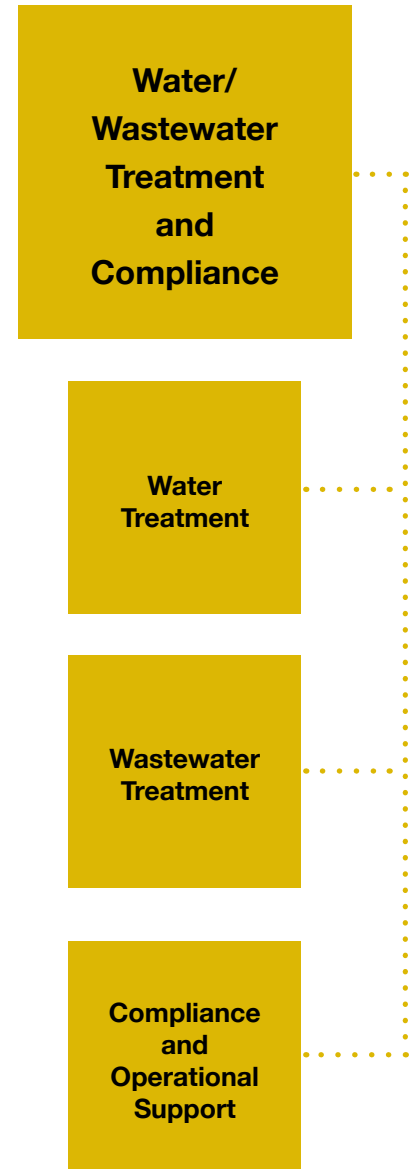 Water/
Wastewater
Treatment
and
Compliance
Water
Treatment
Wastewater
Treatment
Compliance
and
Operational
Support